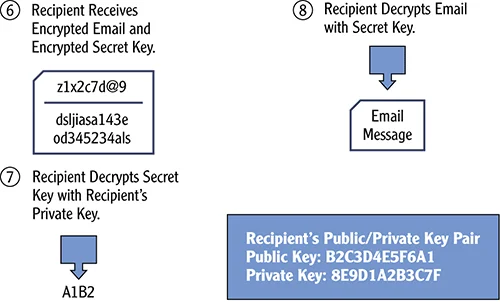 ⑥ Recipient Receives
Encrypted Email and
Encrypted Secret Key.
z1x2c7d@9
dsljiasa143e
od345234als
⑦ Recipient Decrypts Secret
Key with Recipient's
Private Key.
A1B2
⑧ Recipient Decrypts Email
with Secret Key.
Email
Message
Recipient's Public/Private Key Pair
Public Key: B2C3D4E5F6A1
Private Key: 8E9D1A2B3C7F